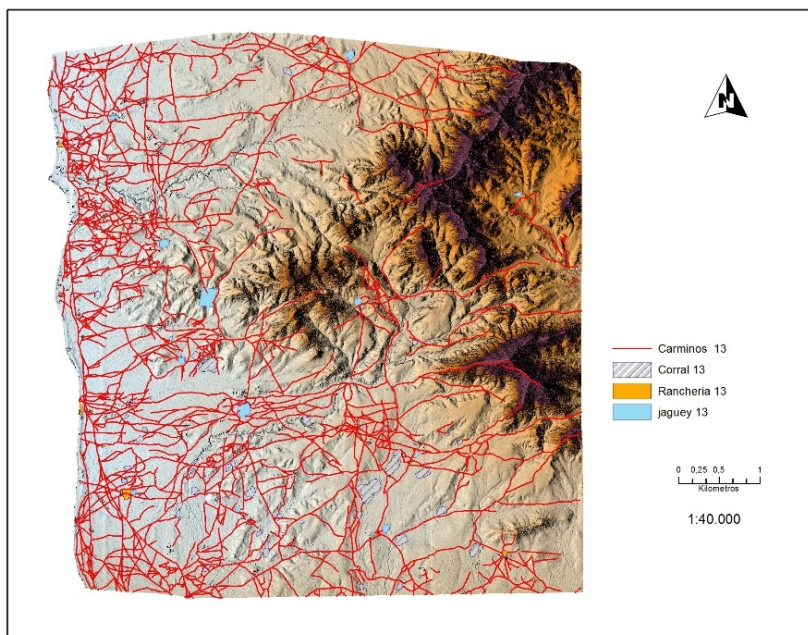 N
Carminos 13
Corral 13
Rancheria 13
jaguey 13
0 0,25 0,5 1
Kilometros
1:40.000